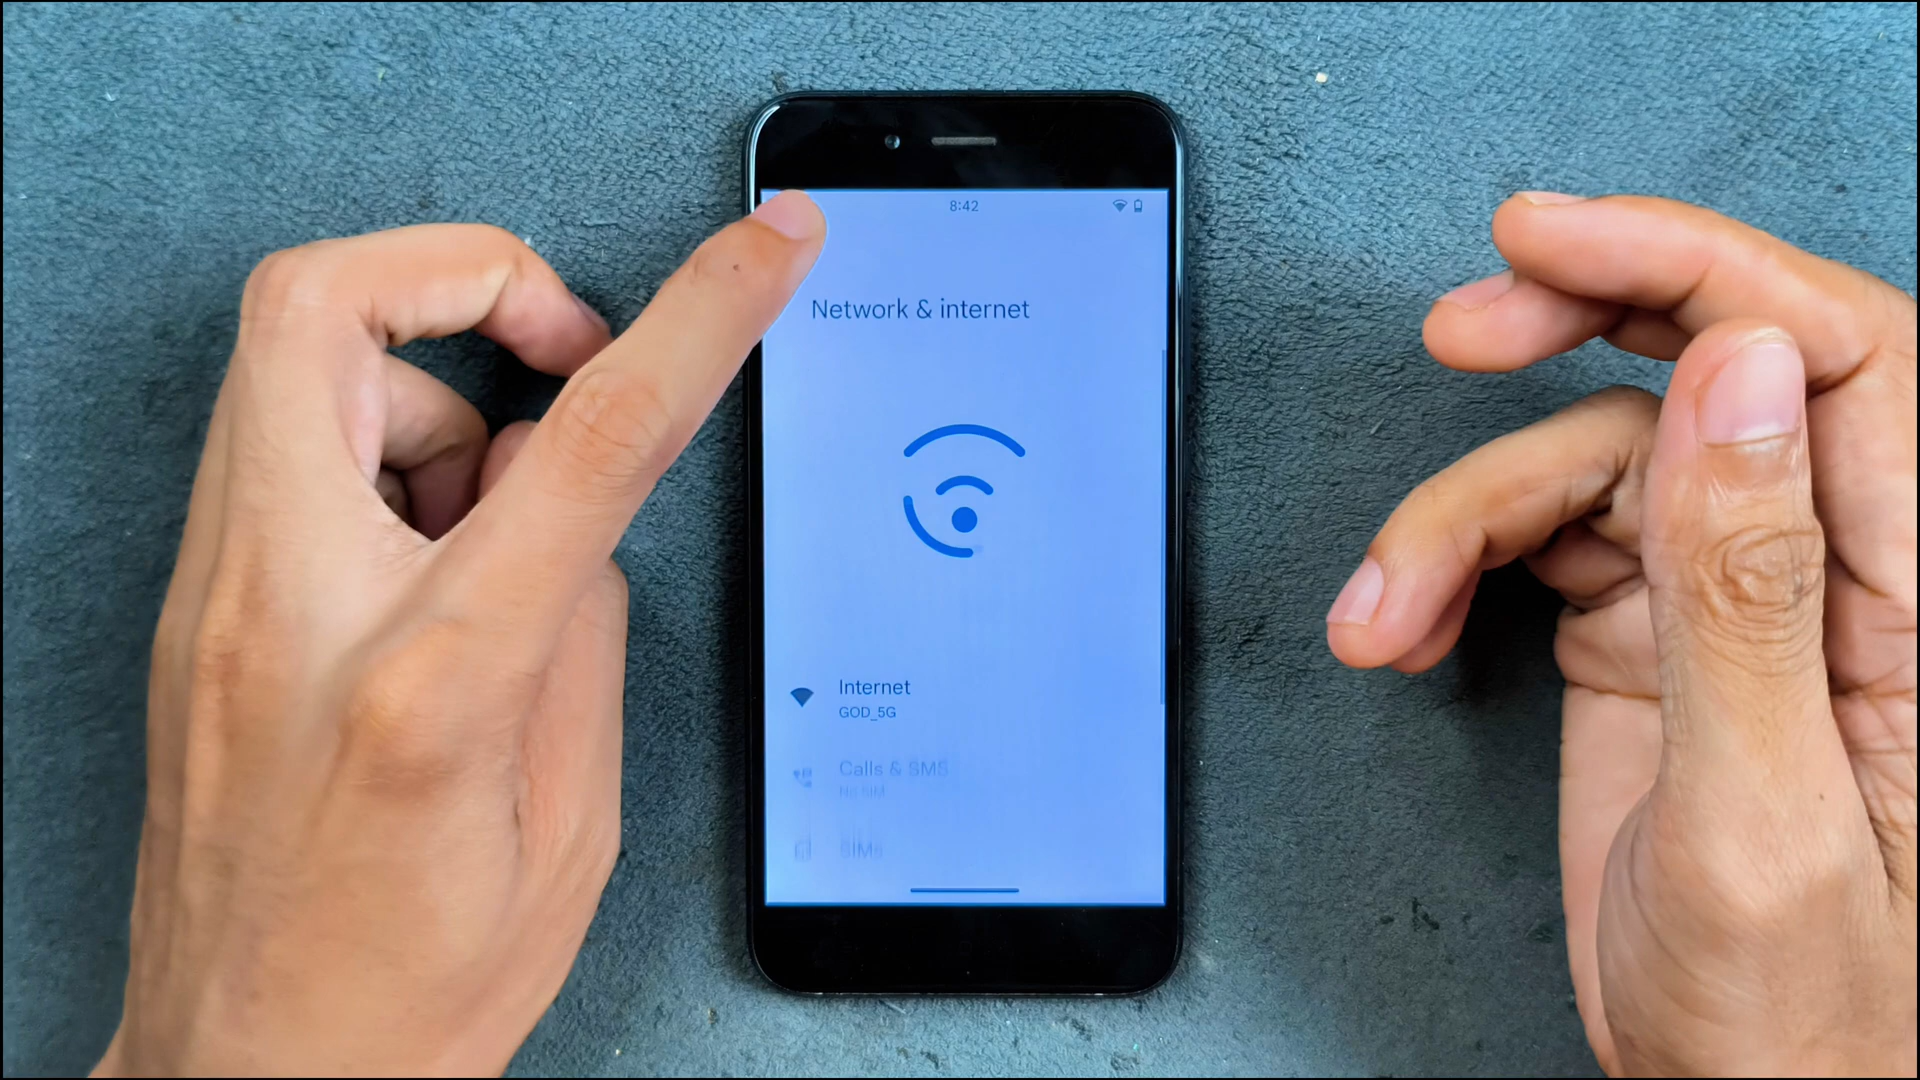 8:42
Network & internet
Internet
GOD_5G
Calls & SMS
No SIM
SIMs